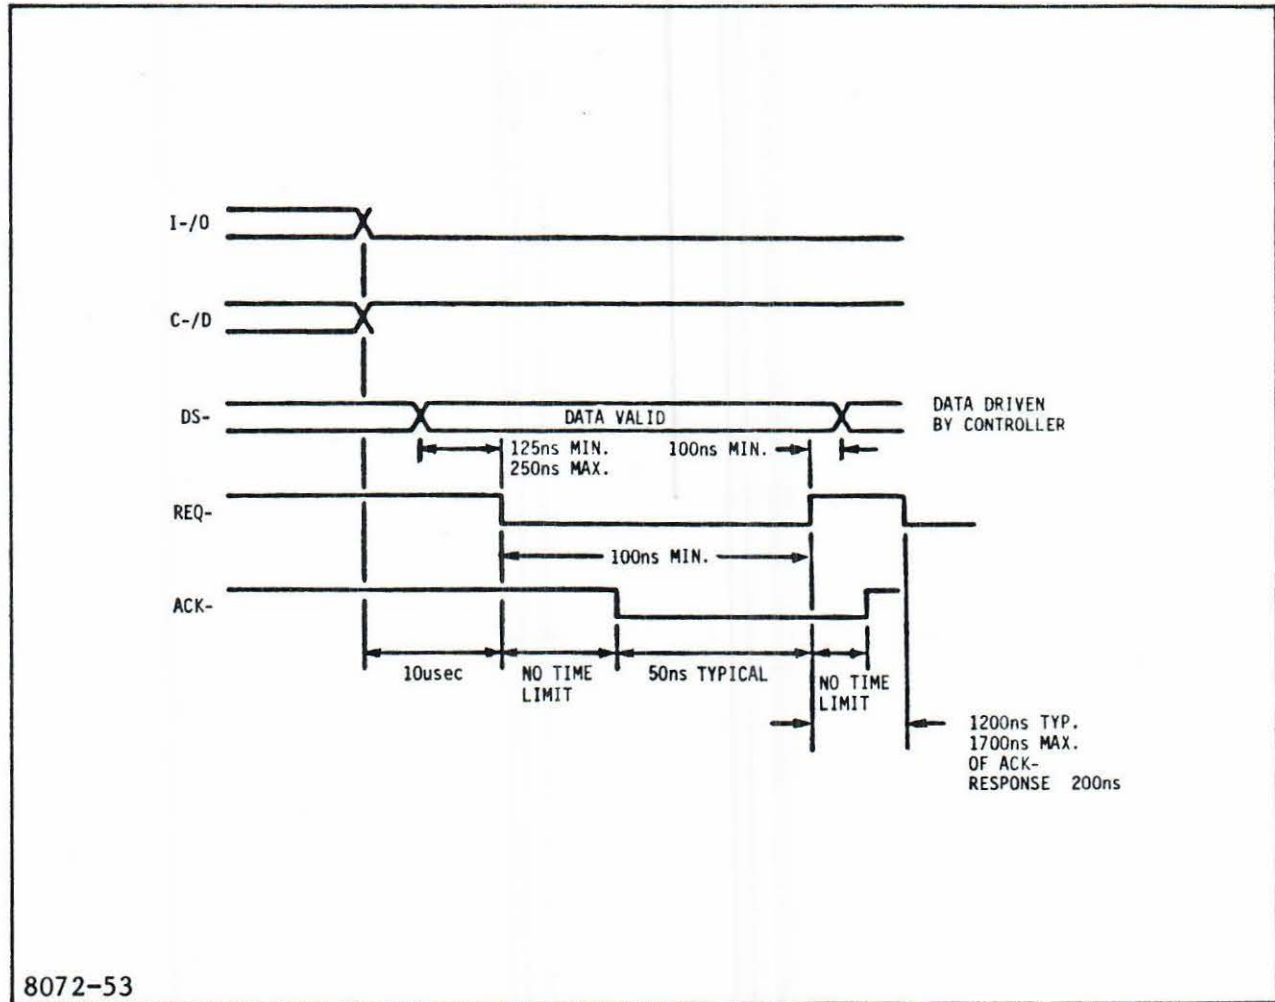 I-/O
C-/D
DS-
DATA VALID
DATA DRIVEN
BY CONTROLLER
125ns MIN.
250ns MAX.
100ns MIN.
REQ-
100ns MIN.
ACK-
10usec
NO TIME
LIMIT
50ns TYPICAL
NO TIME
LIMIT
1200ns TYP.
1700ns MAX.
OF ACK-
RESPONSE 200ns
8072-53